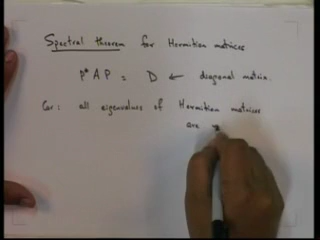 Spectral theorem for Hermitian matrices
P* A P = D ← diagonal matrix.
Cor: all eigenvalues of Hermitian matrices
are